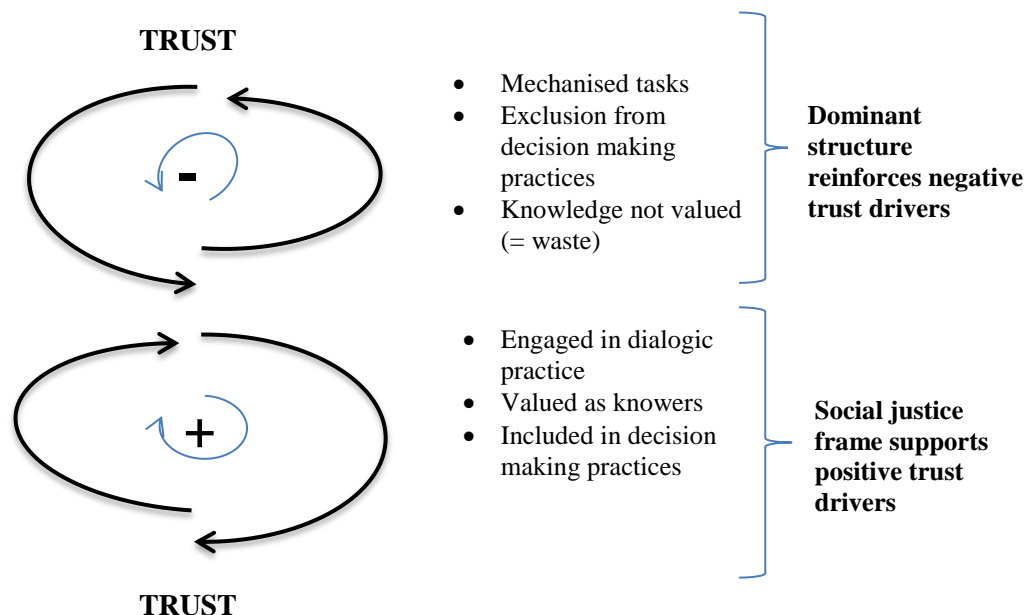 TRUST
-
• Mechanised tasks
• Exclusion from
decision making
practices
• Knowledge not valued
(= waste)
Dominant
structure
reinforces negative
trust drivers
+
• Engaged in dialogic
practice
• Valued as knowers
• Included in decision
making practices
Social justice
frame supports
positive trust
drivers
TRUST